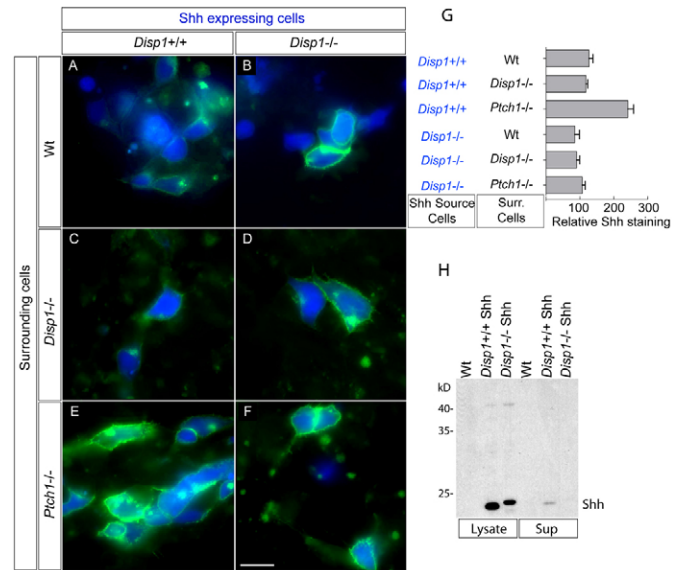 Shh expressing cells
Disp1+/+
Disp1-/-
Surrounding cells
Wt
Disp1-/-
Ptch1-/-
A
B
C
D
E
F
G
Disp1+/+ Wt
Disp1+/+ Disp1-/-
Disp1+/+ Ptch1-/-
Disp1-/- Wt
Disp1-/- Disp1-/-
Disp1-/- Ptch1-/-
Shh Source Cells
Surr. Cells
100 200 300
Relative Shh staining
H
Wt
Disp1+/+ Shh
Disp1-/- Shh
Wt
Disp1+/+ Shh
Disp1-/- Shh
kD
40-
35-
25-
Shh
Lysate
Sup